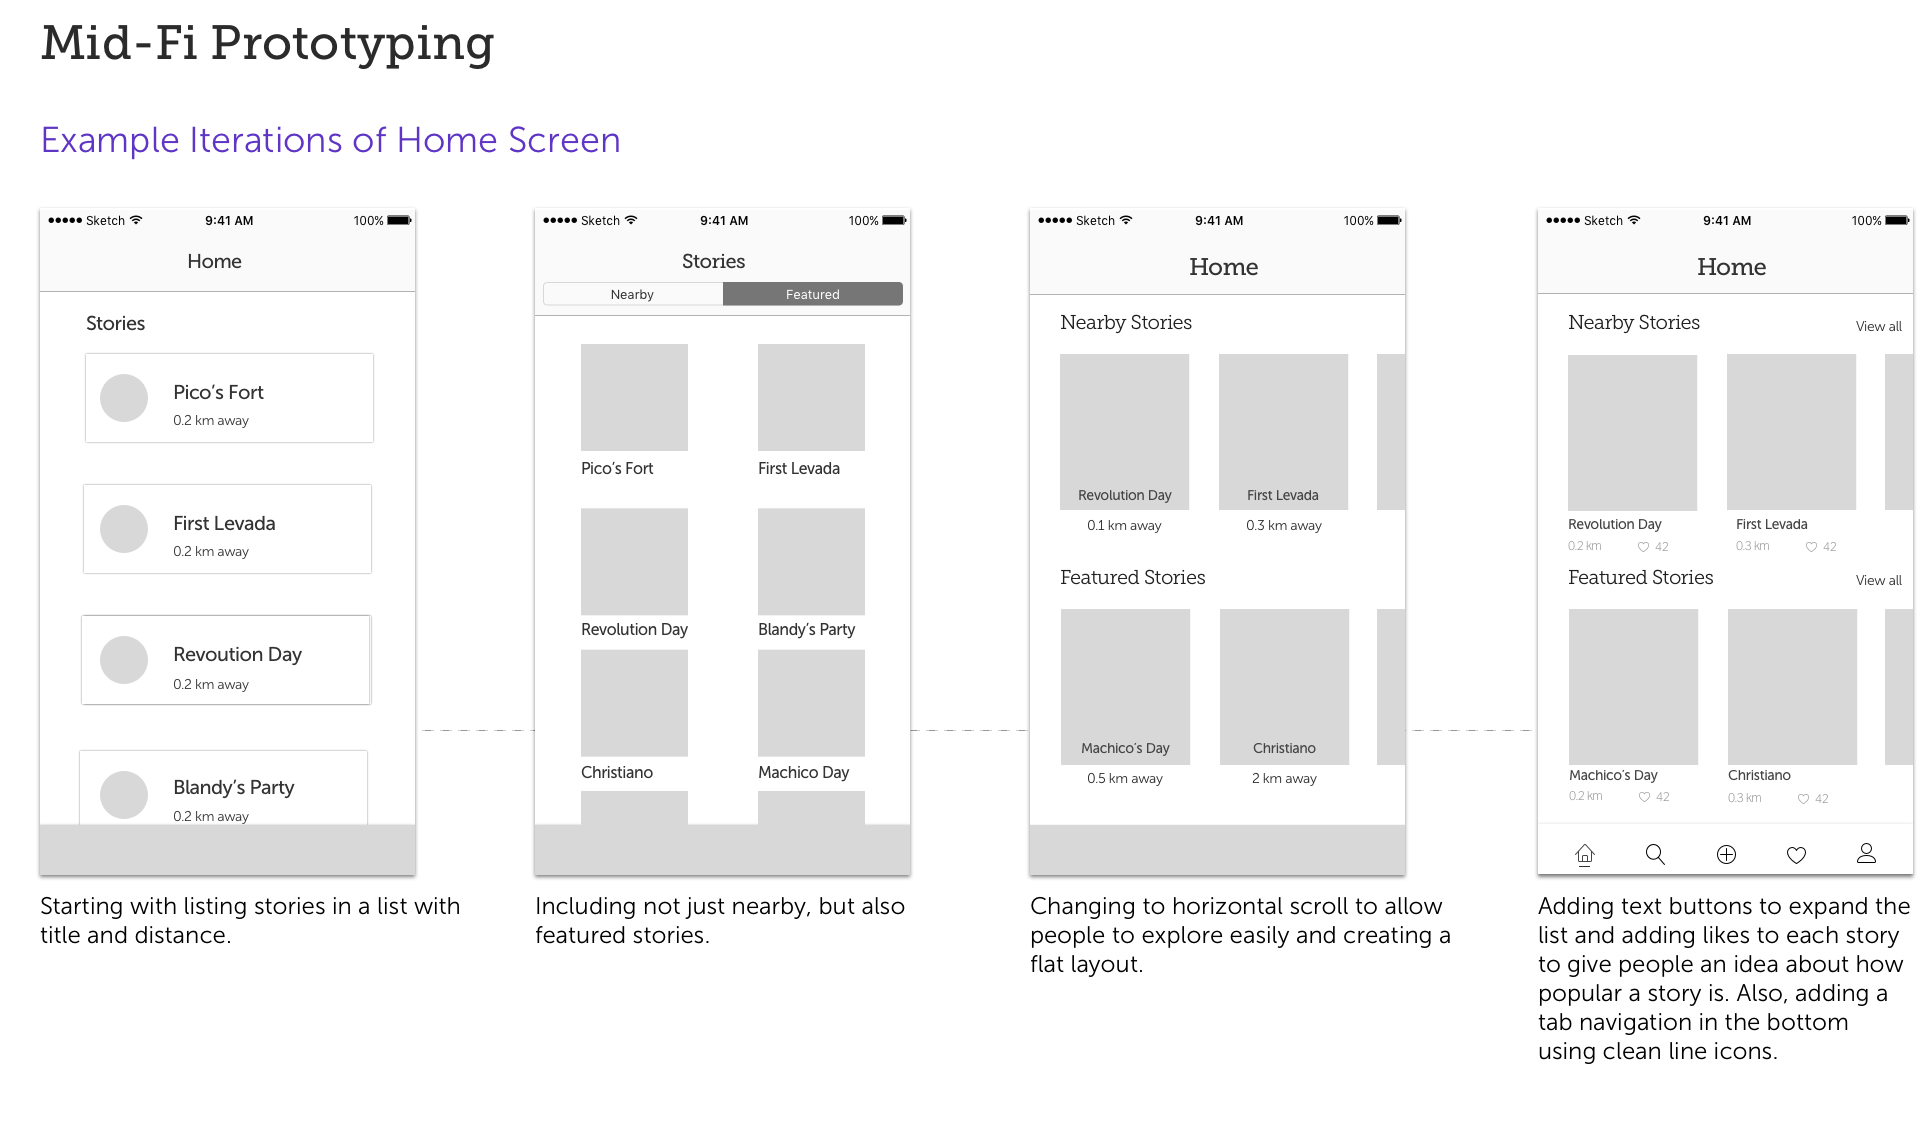 Mid-Fi Prototyping
Example Iterations of Home Screen
Sketch 9:41 AM 100%
Home
Stories
Pico's Fort
0.2 km away
First Levada
0.2 km away
Revoution Day
0.2 km away
Blandy's Party
0.2 km away
Starting with listing stories in a list with
title and distance.
Sketch 9:41 AM 100%
Stories
Nearby Featured
Pico's Fort First Levada
Revolution Day Blandy's Party
Christiano Machico Day
Including not just nearby, but also
featured stories.
Sketch 9:41 AM 100%
Home
Nearby Stories
Revolution Day First Levada
0.1 km away 0.3 km away
Featured Stories
Machico's Day Christiano
0.5 km away 2 km away
Changing to horizontal scroll to allow
people to explore easily and creating a
flat layout.
Sketch 9:41 AM 100%
Home
Nearby Stories View all
Revolution Day First Levada
0.2 km 42 0.3 km 42
Featured Stories View all
Machico's Day Christiano
0.2 km 42 0.3 km 42
Adding text buttons to expand the
list and adding likes to each story
to give people an idea about how
popular a story is. Also, adding a
tab navigation in the bottom
using clean line icons.